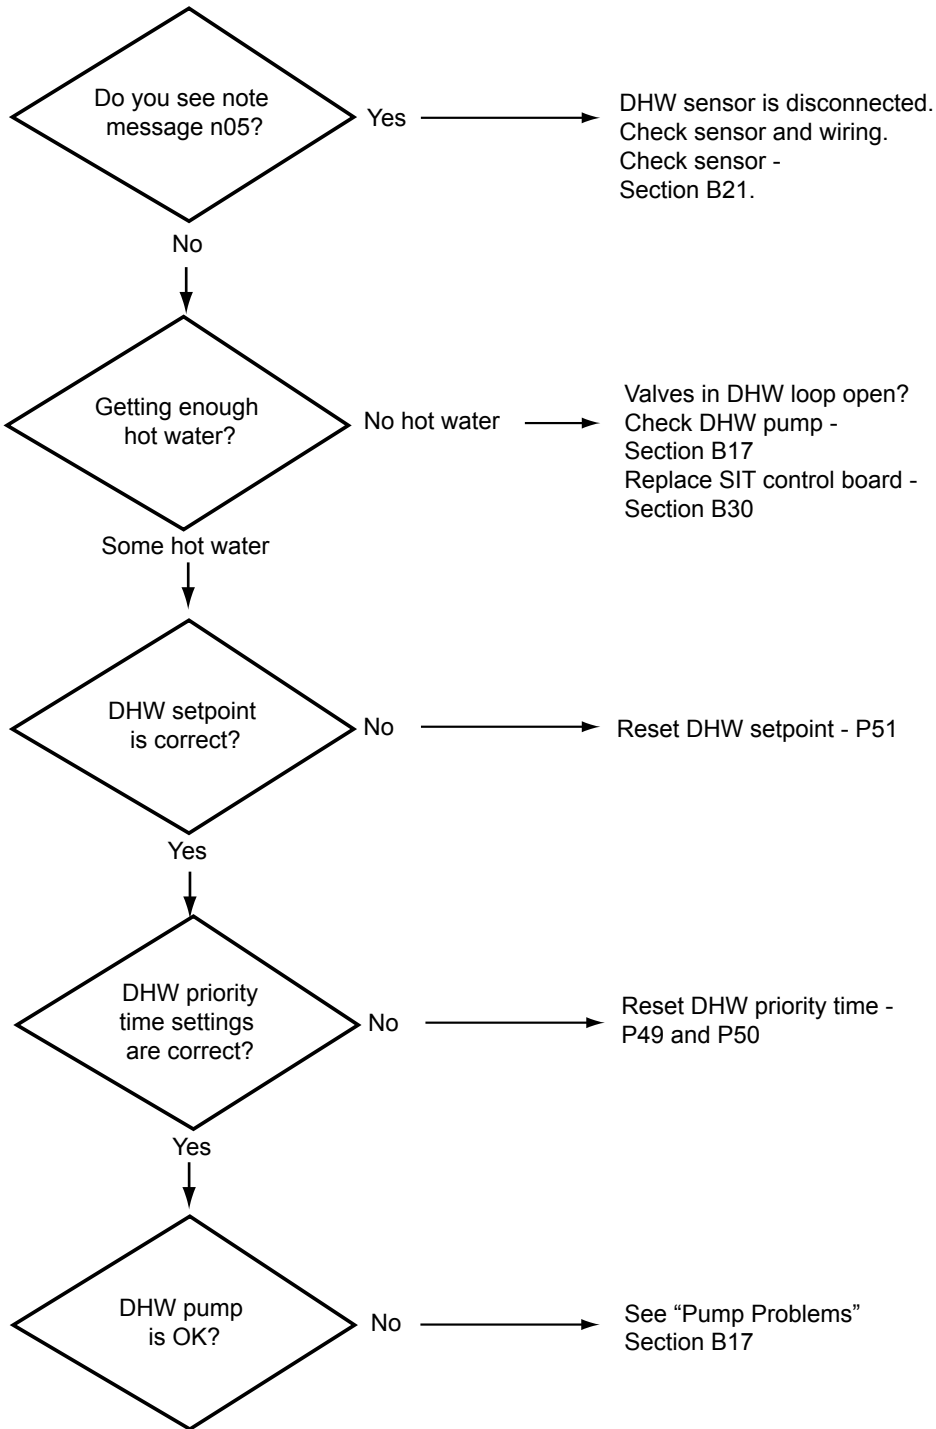 Do you see note
message n05?
Yes
DHW sensor is disconnected.
Check sensor and wiring.
Check sensor -
Section B21.
No
Getting enough
hot water?
No hot water
Valves in DHW loop open?
Check DHW pump -
Section B17
Replace SIT control board -
Section B30
Some hot water
DHW setpoint
is correct?
No
Reset DHW setpoint - P51
Yes
DHW priority
time settings
are correct?
No
Reset DHW priority time -
P49 and P50
Yes
DHW pump
is OK?
No
See “Pump Problems”
Section B17